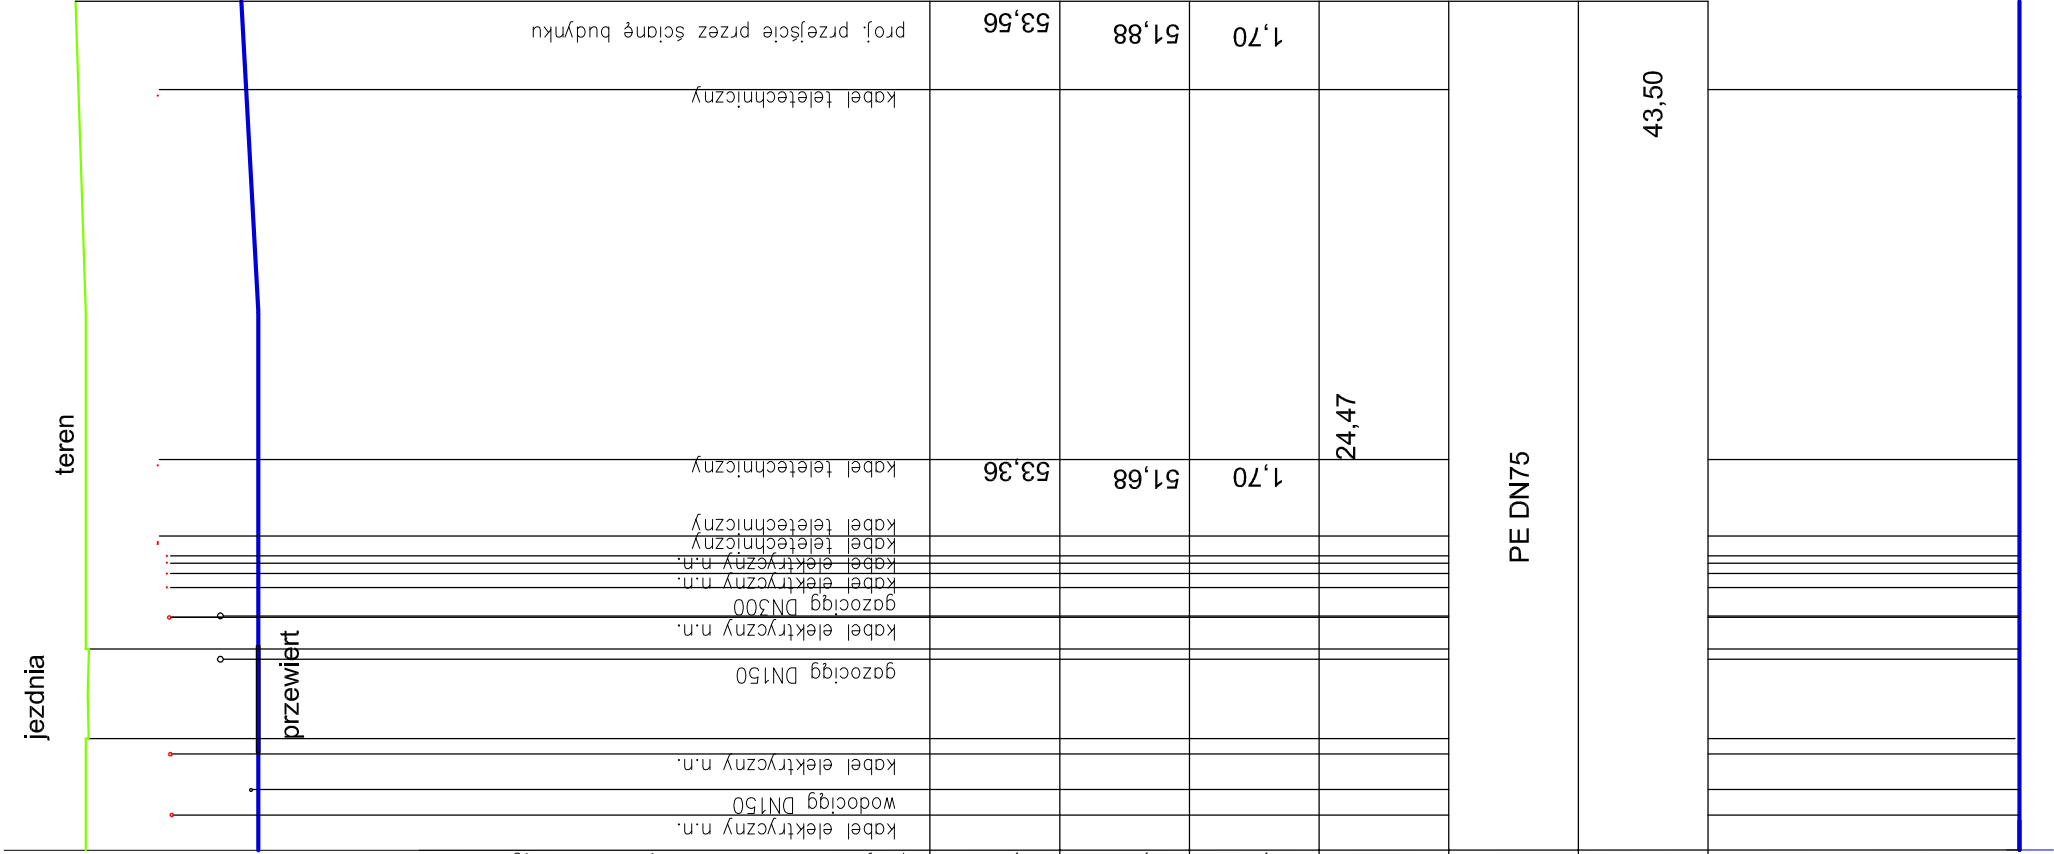 proj. przejście przez ścianę budynku
53,56
51,88
1,70
kabel teletechniczny
43,50
teren
24,47
kabel teletechniczny
53,36
51,68
1,70
PE DN75
kabel teletechniczny
kabel teletechniczny
kabel elektryczny n.n.
kabel elektryczny n.n.
gazociąg DN300
kabel elektryczny n.n.
jezdnia
przewiert
gazociąg DN150
kabel elektryczny n.n.
wodociąg DN150
kabel elektryczny n.n.